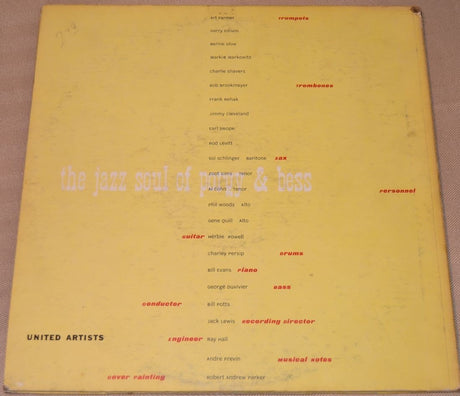 art farmer trumpets
harry edison
bernie glow
markie markowitz
charlie shavers
bob brookmeyer trombones
frank rehak
jimmy cleveland
earl swope
rod levitt
sol schlinger baritone sax
the jazz soul of porgy & bess
zoot sims tenor
al cohn tenor
personnel
phil woods alto
gene quill alto
guitar herbie powell
charley persip drums
bill evans piano
george duvivier bass
conductor bill potts
jack lewis recording director
UNITED ARTISTS
engineer ray hall
andre previn musical notes
cover painting robert andrew parker